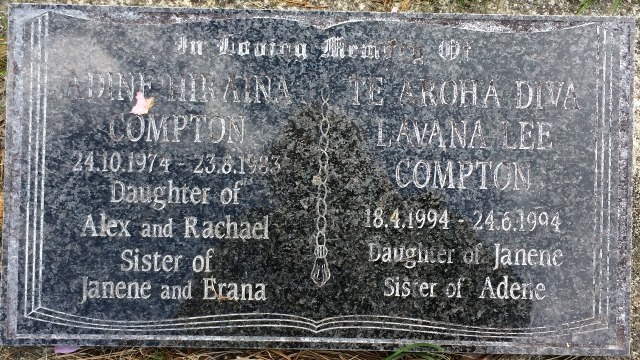 In Loving Memory Of
ADINE HIRAINA
COMPTON
24.10.1974 - 23.8.1983
Daughter of
Alex and Rachael
Sister of
Janene and Erana
TE AROHA DIVA
LAVANA LEE
COMPTON
18.4.1994 - 24.6.1994
Daughter of Janene
Sister of Adene